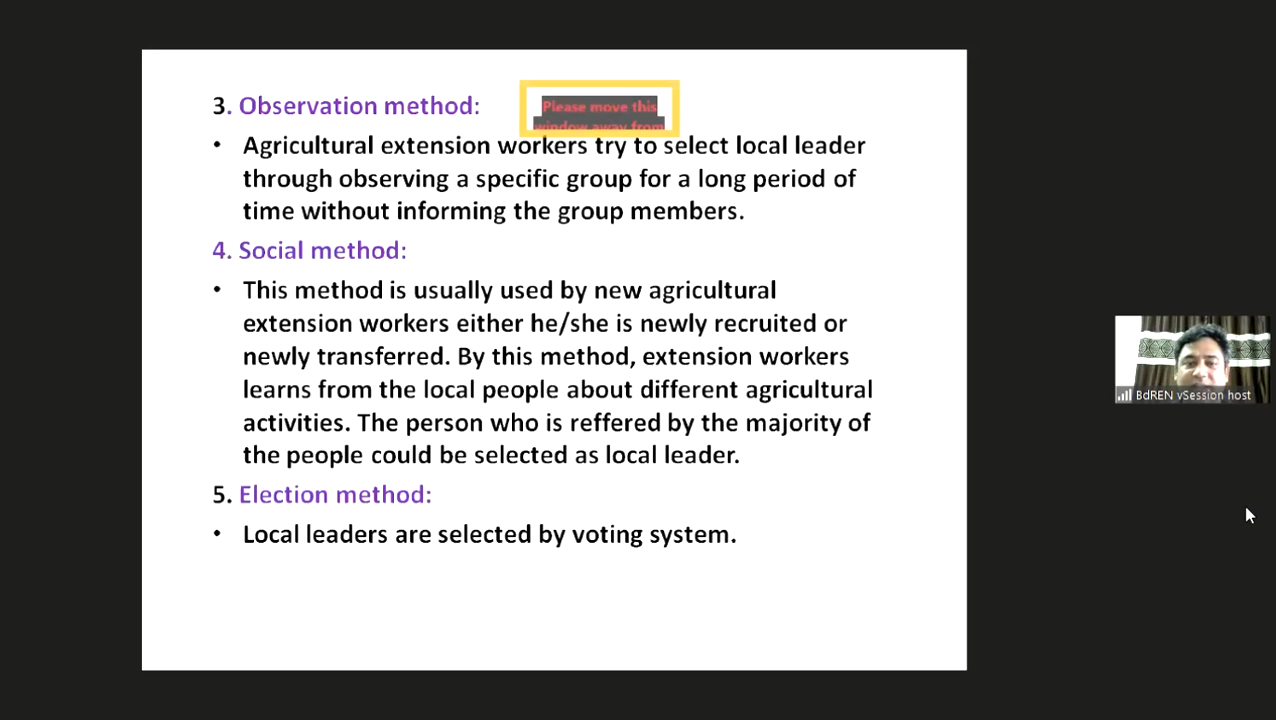 3. Observation method:
Please move this
window away from
• Agricultural extension workers try to select local leader
through observing a specific group for a long period of
time without informing the group members.
4. Social method:
• This method is usually used by new agricultural
extension workers either he/she is newly recruited or
newly transferred. By this method, extension workers
learns from the local people about different agricultural
activities. The person who is reffered by the majority of
the people could be selected as local leader.
5. Election method:
• Local leaders are selected by voting system.
BdREN vSession host